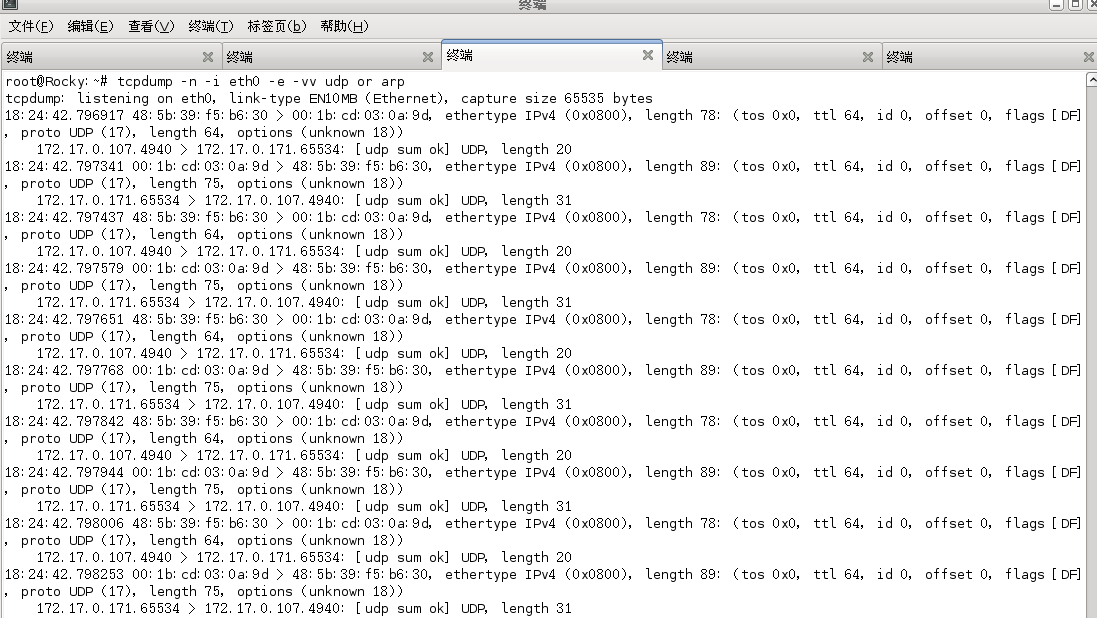 终端
文件(F) 编辑(E) 查看(V) 终端(T) 标签页(b) 帮助(H)
终端 终端 终端 终端 终端
root@Rocky:~# tcpdump -n -i eth0 -e -vv udp or arp
tcpdump: listening on eth0, link-type EN10MB (Ethernet), capture size 65535 bytes
18:24:42.796917 48:5b:39:f5:b6:30 > 00:1b:cd:03:0a:9d, ethertype IPv4 (0x0800), length 78: (tos 0x0, ttl 64, id 0, offset 0, flags [DF]
, proto UDP (17), length 64, options (unknown 18))
    172.17.0.107.4940 > 172.17.0.171.65534: [udp sum ok] UDP, length 20
18:24:42.797341 00:1b:cd:03:0a:9d > 48:5b:39:f5:b6:30, ethertype IPv4 (0x0800), length 89: (tos 0x0, ttl 64, id 0, offset 0, flags [DF]
, proto UDP (17), length 75, options (unknown 18))
    172.17.0.171.65534 > 172.17.0.107.4940: [udp sum ok] UDP, length 31
18:24:42.797437 48:5b:39:f5:b6:30 > 00:1b:cd:03:0a:9d, ethertype IPv4 (0x0800), length 78: (tos 0x0, ttl 64, id 0, offset 0, flags [DF]
, proto UDP (17), length 64, options (unknown 18))
    172.17.0.107.4940 > 172.17.0.171.65534: [udp sum ok] UDP, length 20
18:24:42.797579 00:1b:cd:03:0a:9d > 48:5b:39:f5:b6:30, ethertype IPv4 (0x0800), length 89: (tos 0x0, ttl 64, id 0, offset 0, flags [DF]
, proto UDP (17), length 75, options (unknown 18))
    172.17.0.171.65534 > 172.17.0.107.4940: [udp sum ok] UDP, length 31
18:24:42.797651 48:5b:39:f5:b6:30 > 00:1b:cd:03:0a:9d, ethertype IPv4 (0x0800), length 78: (tos 0x0, ttl 64, id 0, offset 0, flags [DF]
, proto UDP (17), length 64, options (unknown 18))
    172.17.0.107.4940 > 172.17.0.171.65534: [udp sum ok] UDP, length 20
18:24:42.797768 00:1b:cd:03:0a:9d > 48:5b:39:f5:b6:30, ethertype IPv4 (0x0800), length 89: (tos 0x0, ttl 64, id 0, offset 0, flags [DF]
, proto UDP (17), length 75, options (unknown 18))
    172.17.0.171.65534 > 172.17.0.107.4940: [udp sum ok] UDP, length 31
18:24:42.797842 48:5b:39:f5:b6:30 > 00:1b:cd:03:0a:9d, ethertype IPv4 (0x0800), length 78: (tos 0x0, ttl 64, id 0, offset 0, flags [DF]
, proto UDP (17), length 64, options (unknown 18))
    172.17.0.107.4940 > 172.17.0.171.65534: [udp sum ok] UDP, length 20
18:24:42.797944 00:1b:cd:03:0a:9d > 48:5b:39:f5:b6:30, ethertype IPv4 (0x0800), length 89: (tos 0x0, ttl 64, id 0, offset 0, flags [DF]
, proto UDP (17), length 75, options (unknown 18))
    172.17.0.171.65534 > 172.17.0.107.4940: [udp sum ok] UDP, length 31
18:24:42.798006 48:5b:39:f5:b6:30 > 00:1b:cd:03:0a:9d, ethertype IPv4 (0x0800), length 78: (tos 0x0, ttl 64, id 0, offset 0, flags [DF]
, proto UDP (17), length 64, options (unknown 18))
    172.17.0.107.4940 > 172.17.0.171.65534: [udp sum ok] UDP, length 20
18:24:42.798253 00:1b:cd:03:0a:9d > 48:5b:39:f5:b6:30, ethertype IPv4 (0x0800), length 89: (tos 0x0, ttl 64, id 0, offset 0, flags [DF]
, proto UDP (17), length 75, options (unknown 18))
    172.17.0.171.65534 > 172.17.0.107.4940: [udp sum ok] UDP, length 31